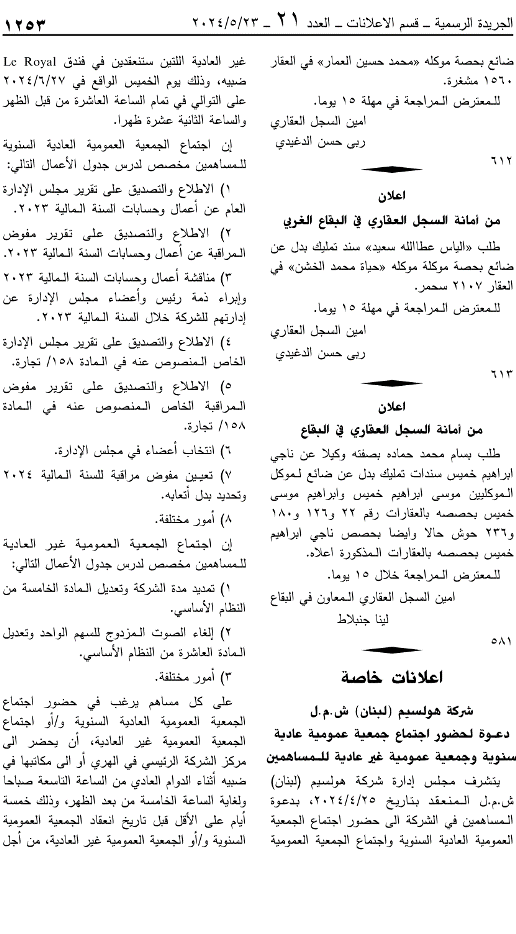 الجريدة الرسمية – قسم الاعلانات – العدد ٢١ – ٢٠٢٤/٥/٢٣
١٢٥٣
ضائع بحصة موكله «محمد حسين العمار» في العقار
١٥٦٠ مشغرة.
للمعترض المراجعة في مهلة ١٥ يوما.
امين السجل العقاري
ربى حسن الدغيدي
٦١٢
اعلان
من أمانة السجل العقاري في البقاع الغربي
طلب «الياس عطاالله سعيد» سند تمليك بدل عن
ضائع بحصة موكلة موكله «حياة محمد الخشن» في
العقار ٢١٠٧ سحمر.
للمعترض المراجعة في مهلة ١٥ يوما.
امين السجل العقاري
ربى حسن الدغيدي
٦١٣
اعلان
من أمانة السجل العقاري في البقاع
طلب بسام محمد حماده بصفته وكيلا عن ناجي
ابراهيم خميس سندات تمليك بدل عن ضائع لموكل
الموكليين موسى ابراهيم خميس وابراهيم موسى
خميس بحصصه بالعقارات رقم ٢٢ و١٢٦ و١٨٠
و٢٣٦ حوش حالا وايضا بحصص ناجي ابراهيم
خميس بحصصه بالعقارات المذكورة اعلاه.
للمعترض المراجعة خلال ١٥ يوما.
امين السجل العقاري المعاون في البقاع
لينا جنبلاط
٥٨١
اعلانات خاصة
شركة هولسيم (لبنان) ش.م.ل
دعوة لحضور اجتماع جمعية عمومية عادية
سنوية وجمعية عمومية غير عادية للمساهمين
يتشرف مجلس إدارة شركة هولسيم (لبنان)
ش.م.ل المنعقد بتاريخ ٢٠٢٤/٤/٢٥، بدعوة
المساهمين في الشركة الى حضور اجتماع الجمعية
العمومية العادية السنوية واجتماع الجمعية العمومية
غير العادية اللتين ستنعقدين في فندق Le Royal
ضبيه، وذلك يوم الخميس الواقع في ٢٠٢٤/٦/٢٧
على التوالي في تمام الساعة العاشرة من قبل الظهر
والساعة الثانية عشرة ظهرا.
إن اجتماع الجمعية العمومية العادية السنوية
للمساهمين مخصص لدرس جدول الأعمال التالي:
١) الاطلاع والتصديق على تقرير مجلس الإدارة
العام عن أعمال وحسابات السنة المالية ٢٠٢٣.
٢) الاطلاع والتصديق على تقرير مفوض
المراقبة عن أعمال وحسابات السنة المالية ٢٠٢٣.
٣) مناقشة أعمال وحسابات السنة المالية ٢٠٢٣
وإبراء ذمة رئيس وأعضاء مجلس الإدارة عن
إدارتهم للشركة خلال السنة المالية ٢٠٢٣.
٤) الاطلاع والتصديق على تقرير مجلس الإدارة
الخاص المنصوص عنه في المادة ١٥٨/ تجارة.
٥) الاطلاع والتصديق على تقرير مفوض
المراقبة الخاص المنصوص عنه في المادة
١٥٨/ تجارة.
٦) انتخاب أعضاء في مجلس الإدارة.
٧) تعيين مفوض مراقبة للسنة المالية ٢٠٢٤
وتحديد بدل أتعابه.
٨) أمور مختلفة.
إن اجتماع الجمعية العمومية غير العادية
للمساهمين مخصص لدرس جدول الأعمال التالي:
١) تمديد مدة الشركة وتعديل المادة الخامسة من
النظام الأساسي.
٢) إلغاء الصوت المزدوج للسهم الواحد وتعديل
المادة العاشرة من النظام الأساسي.
٣) أمور مختلفة.
على كل مساهم يرغب في حضور اجتماع
الجمعية العمومية العادية السنوية و/أو اجتماع
الجمعية العمومية غير العادية، أن يحضر الى
مركز الشركة الرئيسي في الهري أو الى مكاتبها في
ضبيه أثناء الدوام العادي من الساعة التاسعة صباحا
ولغاية الساعة الخامسة من بعد الظهر، وذلك خمسة
أيام على الأقل قبل تاريخ انعقاد الجمعية العمومية
السنوية و/أو الجمعية العمومية غير العادية، من أجل